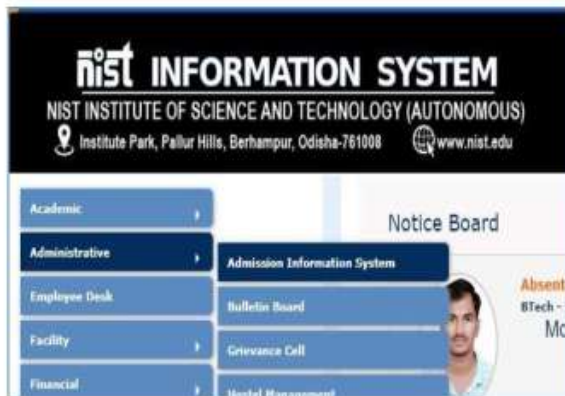 nist INFORMATION SYSTEM
NIST INSTITUTE OF SCIENCE AND TECHNOLOGY (AUTONOMOUS)
Institute Park, Pallur Hills, Berhampur, Odisha-761008 www.nist.edu
Academic
Administrative
Employee Desk
Facility
Financial
Admission Information System
Bulletin Board
Grievance Cell
Hostel Management
Notice Board
Absent
BTech -
Mo